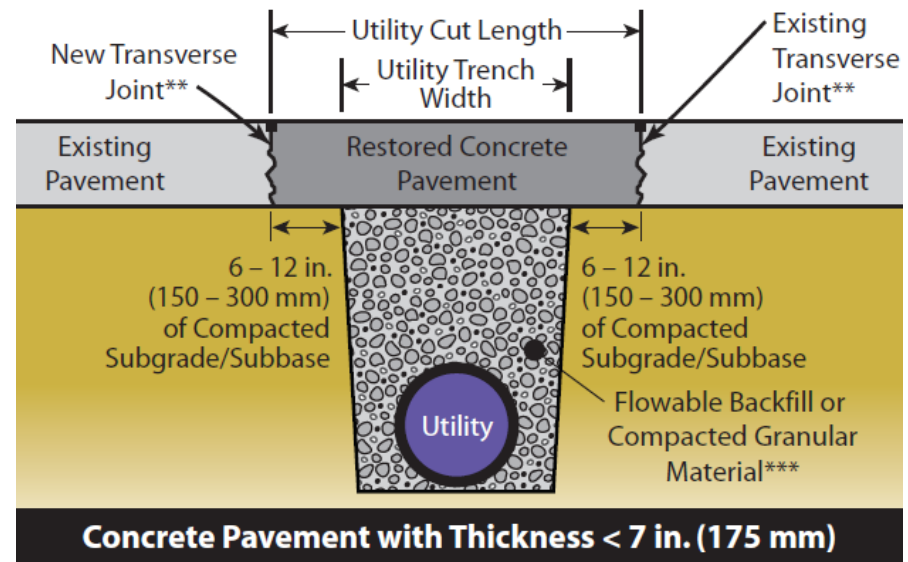 Utility Cut Length
New Transverse
Joint**
Utility Trench
Width
Existing
Transverse
Joint**
Existing
Pavement
Restored Concrete
Pavement
Existing
Pavement
6 – 12 in.
(150 – 300 mm)
of Compacted
Subgrade/Subbase
6 – 12 in.
(150 – 300 mm)
of Compacted
Subgrade/Subbase
Utility
Flowable Backfill or
Compacted Granular
Material***
Concrete Pavement with Thickness < 7 in. (175 mm)